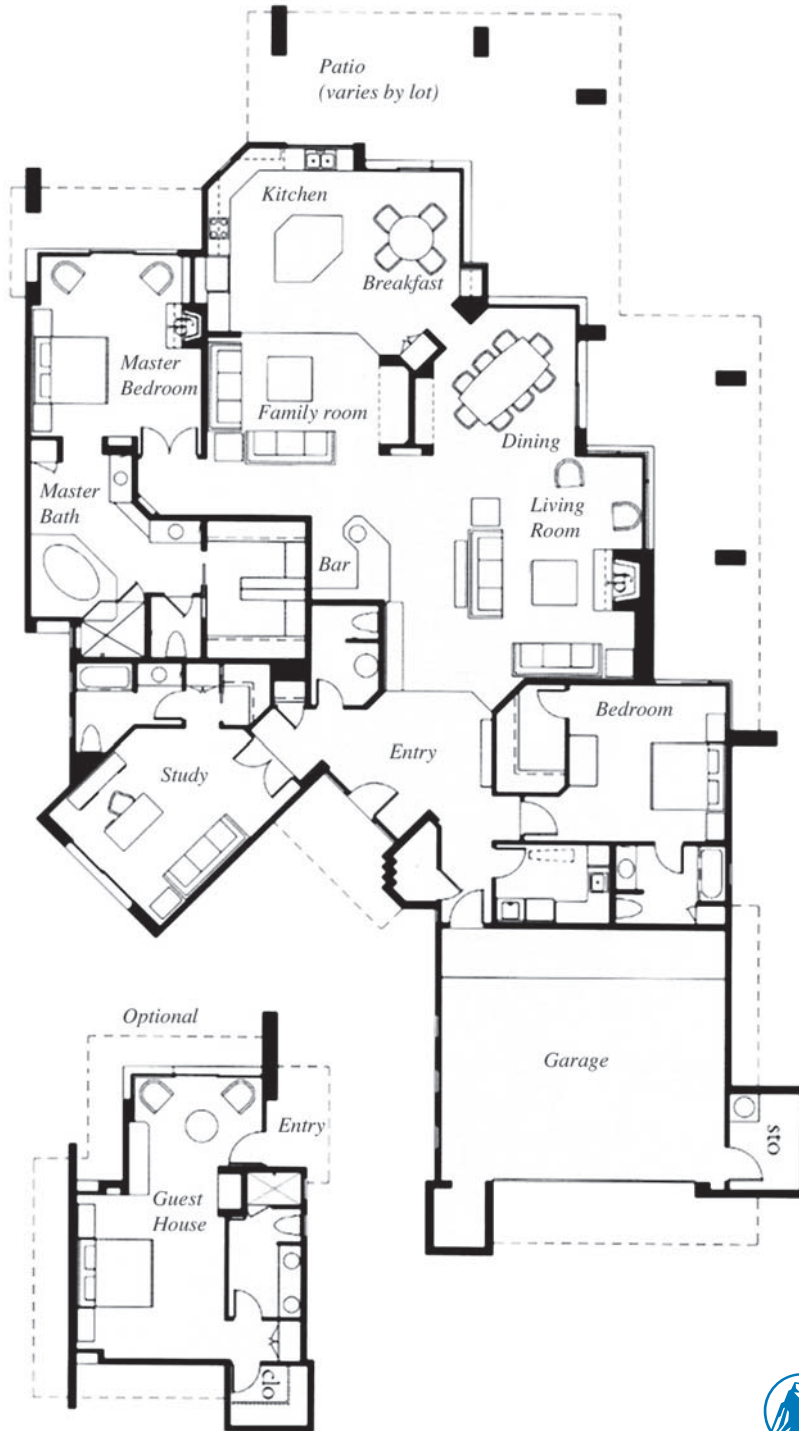 Patio
(varies by lot)
Kitchen
Breakfast
Master
Bedroom
Family room
Dining
Master
Bath
Living
Room
Bar
fp
Bedroom
Entry
Study
Optional
Garage
Entry
sto
Guest
House
clo